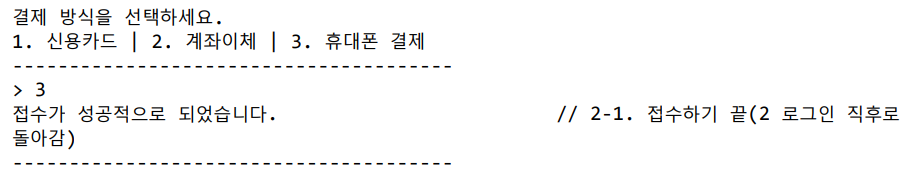 결제 방식을 선택하세요.
1. 신용카드 | 2. 계좌이체 | 3. 휴대폰 결제
---------------------------------------
> 3
접수가 성공적으로 되었습니다. // 2-1. 접수하기 끝(2 로그인 직후로
돌아감)
---------------------------------------